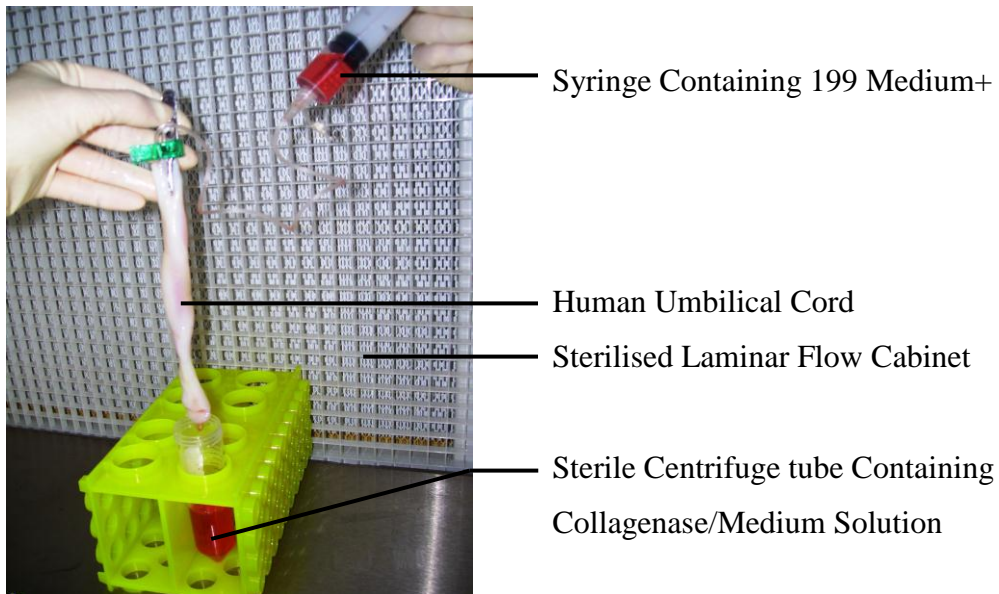 Syringe Containing 199 Medium+
Human Umbilical Cord
Sterilised Laminar Flow Cabinet
Sterile Centrifuge tube Containing
Collagenase/Medium Solution